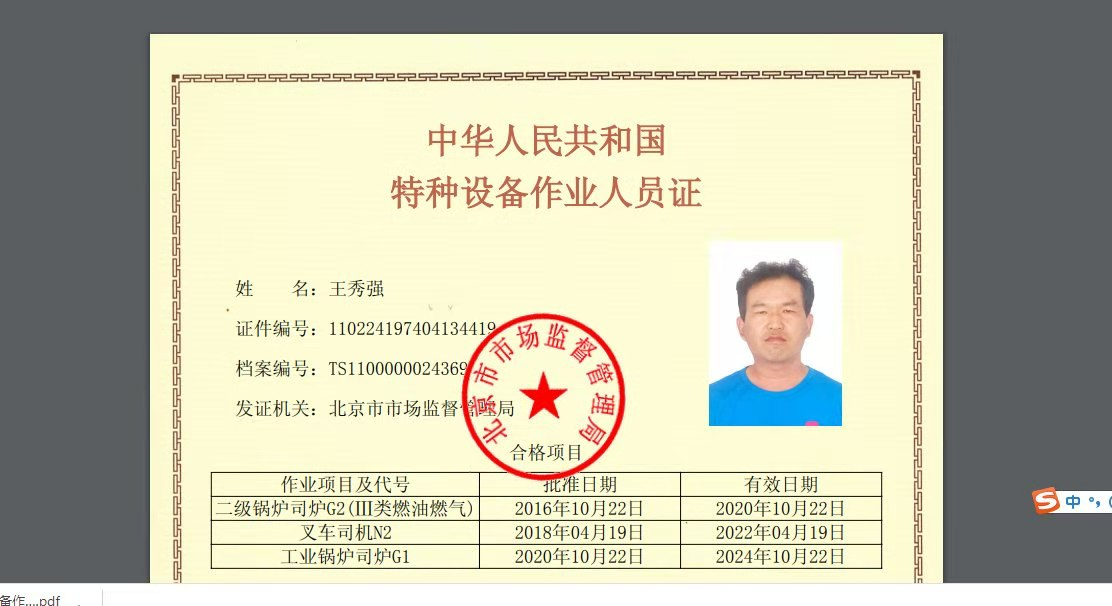 中华人民共和国
特种设备作业人员证
姓 名：王秀强
证件编号：110224197404134419
档案编号：TS1100000024369
发证机关：北京市市场监督管理局
北京市市场监督管理局
合格项目
作业项目及代号 批准日期 有效日期
二级锅炉司炉G2(Ⅲ类燃油燃气) 2016年10月22日 2020年10月22日
叉车司机N2 2018年04月19日 2022年04月19日
工业锅炉司炉G1 2020年10月22日 2024年10月22日
中
备作....pdf